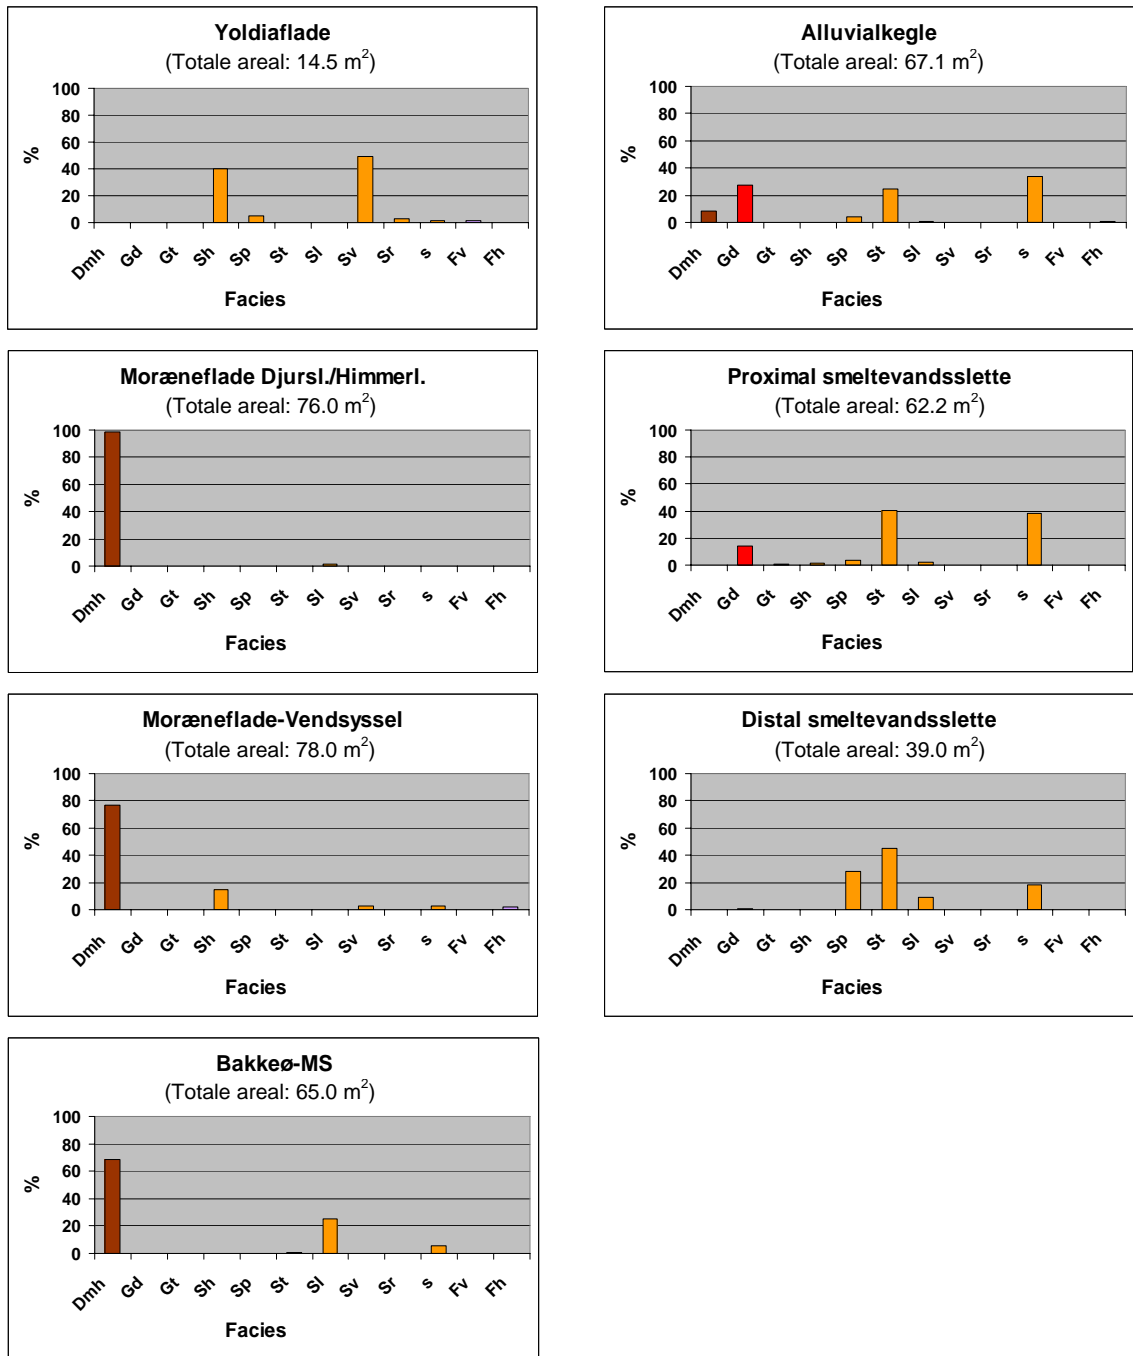 Yoldiaflade
(Totale areal: 14.5 m²)
100
80
60
40
20
0
%
Dmh Gd Gt Sh Sp St Sl Sv Sr s Fv Fh
Facies
Alluvialkegle
(Totale areal: 67.1 m²)
100
80
60
40
20
0
%
Dmh Gd Gt Sh Sp St Sl Sv Sr s Fv Fh
Facies
Moræneflade Djursl./Himmerl.
(Totale areal: 76.0 m²)
100
80
60
40
20
0
%
Dmh Gd Gt Sh Sp St Sl Sv Sr s Fv Fh
Facies
Proximal smeltevandsslette
(Totale areal: 62.2 m²)
100
80
60
40
20
0
%
Dmh Gd Gt Sh Sp St Sl Sv Sr s Fv Fh
Facies
Moræneflade-Vendsyssel
(Totale areal: 78.0 m²)
100
80
60
40
20
0
%
Dmh Gd Gt Sh Sp St Sl Sv Sr s Fv Fh
Facies
Distal smeltevandsslette
(Totale areal: 39.0 m²)
100
80
60
40
20
0
%
Dmh Gd Gt Sh Sp St Sl Sv Sr s Fv Fh
Facies
Bakkeø-MS
(Totale areal: 65.0 m²)
100
80
60
40
20
0
%
Dmh Gd Gt Sh Sp St Sl Sv Sr s Fv Fh
Facies